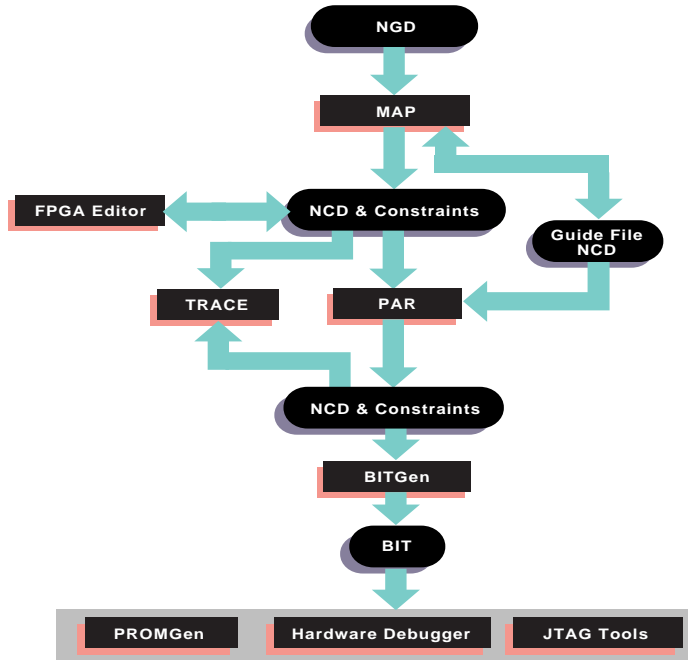 NGD
MAP
FPGA Editor
NCD & Constraints
Guide File
NCD
TRACE
PAR
NCD & Constraints
BITGen
BIT
PROMGen
Hardware Debugger
JTAG Tools